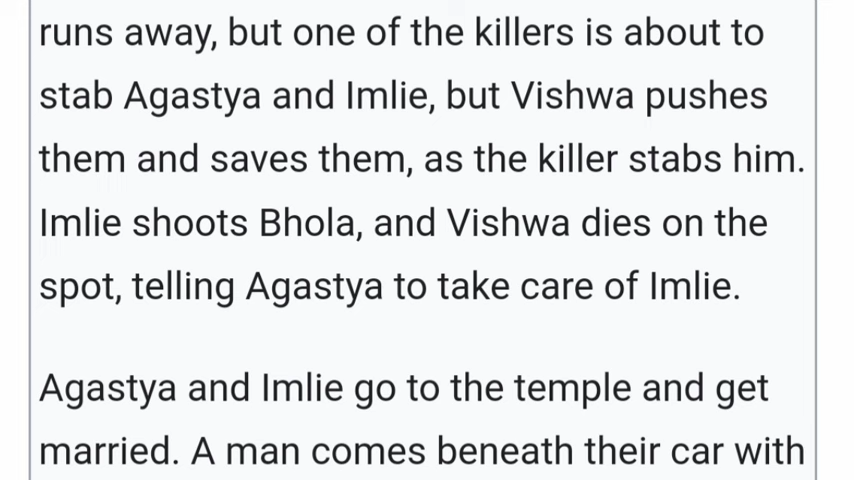 runs away, but one of the killers is about to
stab Agastya and Imlie, but Vishwa pushes
them and saves them, as the killer stabs him.
Imlie shoots Bhola, and Vishwa dies on the
spot, telling Agastya to take care of Imlie.
Agastya and Imlie go to the temple and get
married. A man comes beneath their car with